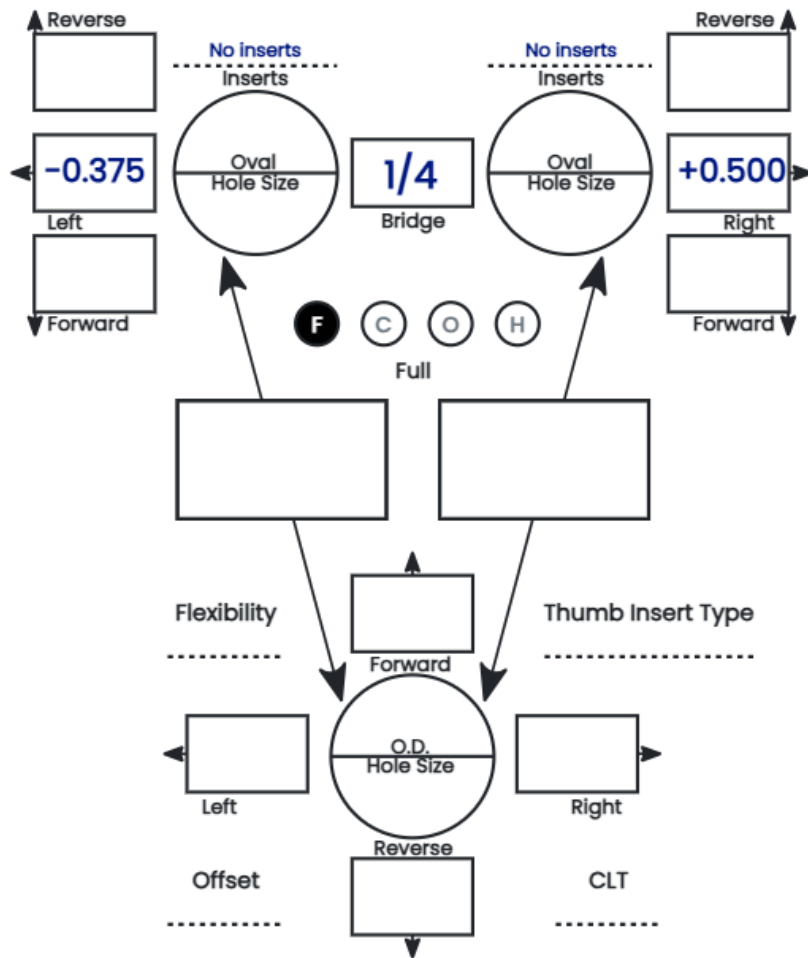 Reverse
Reverse
No inserts
No inserts
Inserts
Inserts
-0.375
Oval
Hole Size
1/4
Oval
Hole Size
+0.500
Left
Bridge
Right
Forward
Forward
F C O H
Full
Flexibility
Thumb Insert Type
Forward
O.D.
Hole Size
Left
Right
Reverse
Offset
CLT